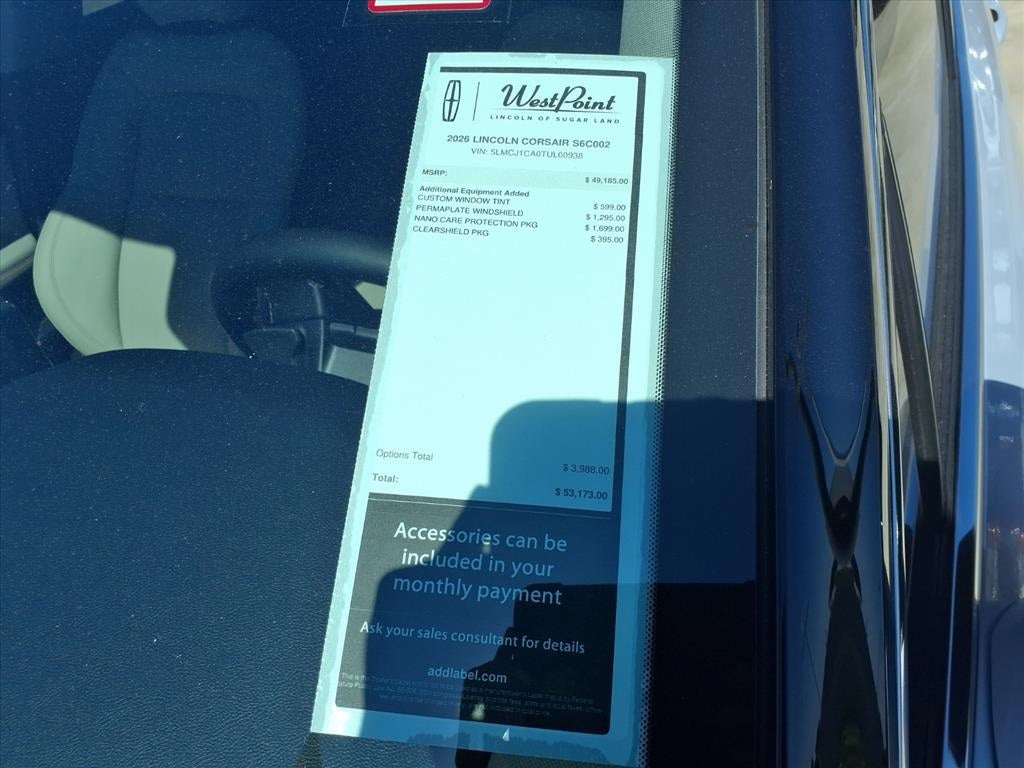 WestPoint
LINCOLN OF SUGAR LAND
2026 LINCOLN CORSAIR S6C002
VIN: 5LMCJ1CA0TUL00938
MSRP: $ 49,185.00
Additional Equipment Added
CUSTOM WINDOW TINT $ 599.00
PERMAPLATE WINDSHIELD $ 1,295.00
NANO CARE PROTECTION PKG $ 1,699.00
CLEARSHIELD PKG $ 395.00
Options Total $ 3,988.00
Total: $ 53,173.00
Accessories can be
included in your
monthly payment
Ask your sales consultant for details
addlabel.com